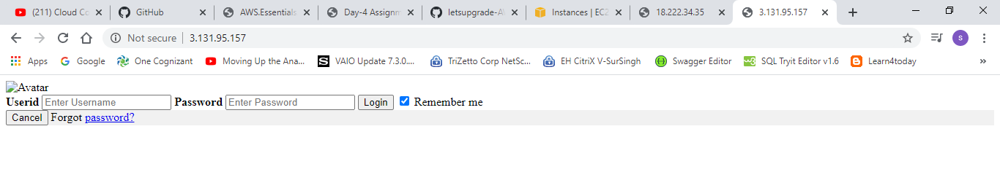 (211) Cloud Co GitHub AWS.Essentials Day-4 Assignm letsupgrade-A Instances | EC2 18.222.34.35 3.131.95.157
Not secure | 3.131.95.157 s
Apps Google One Cognizant Moving Up the Ana... S VAIO Update 7.3.0.... TriZetto Corp NetSc... EH CitriX V-SurSingh Swagger Editor SQL Tryit Editor v1.6 Learn4today »
Avatar
Userid Enter Username Password Enter Password Login Remember me
Cancel Forgot password?